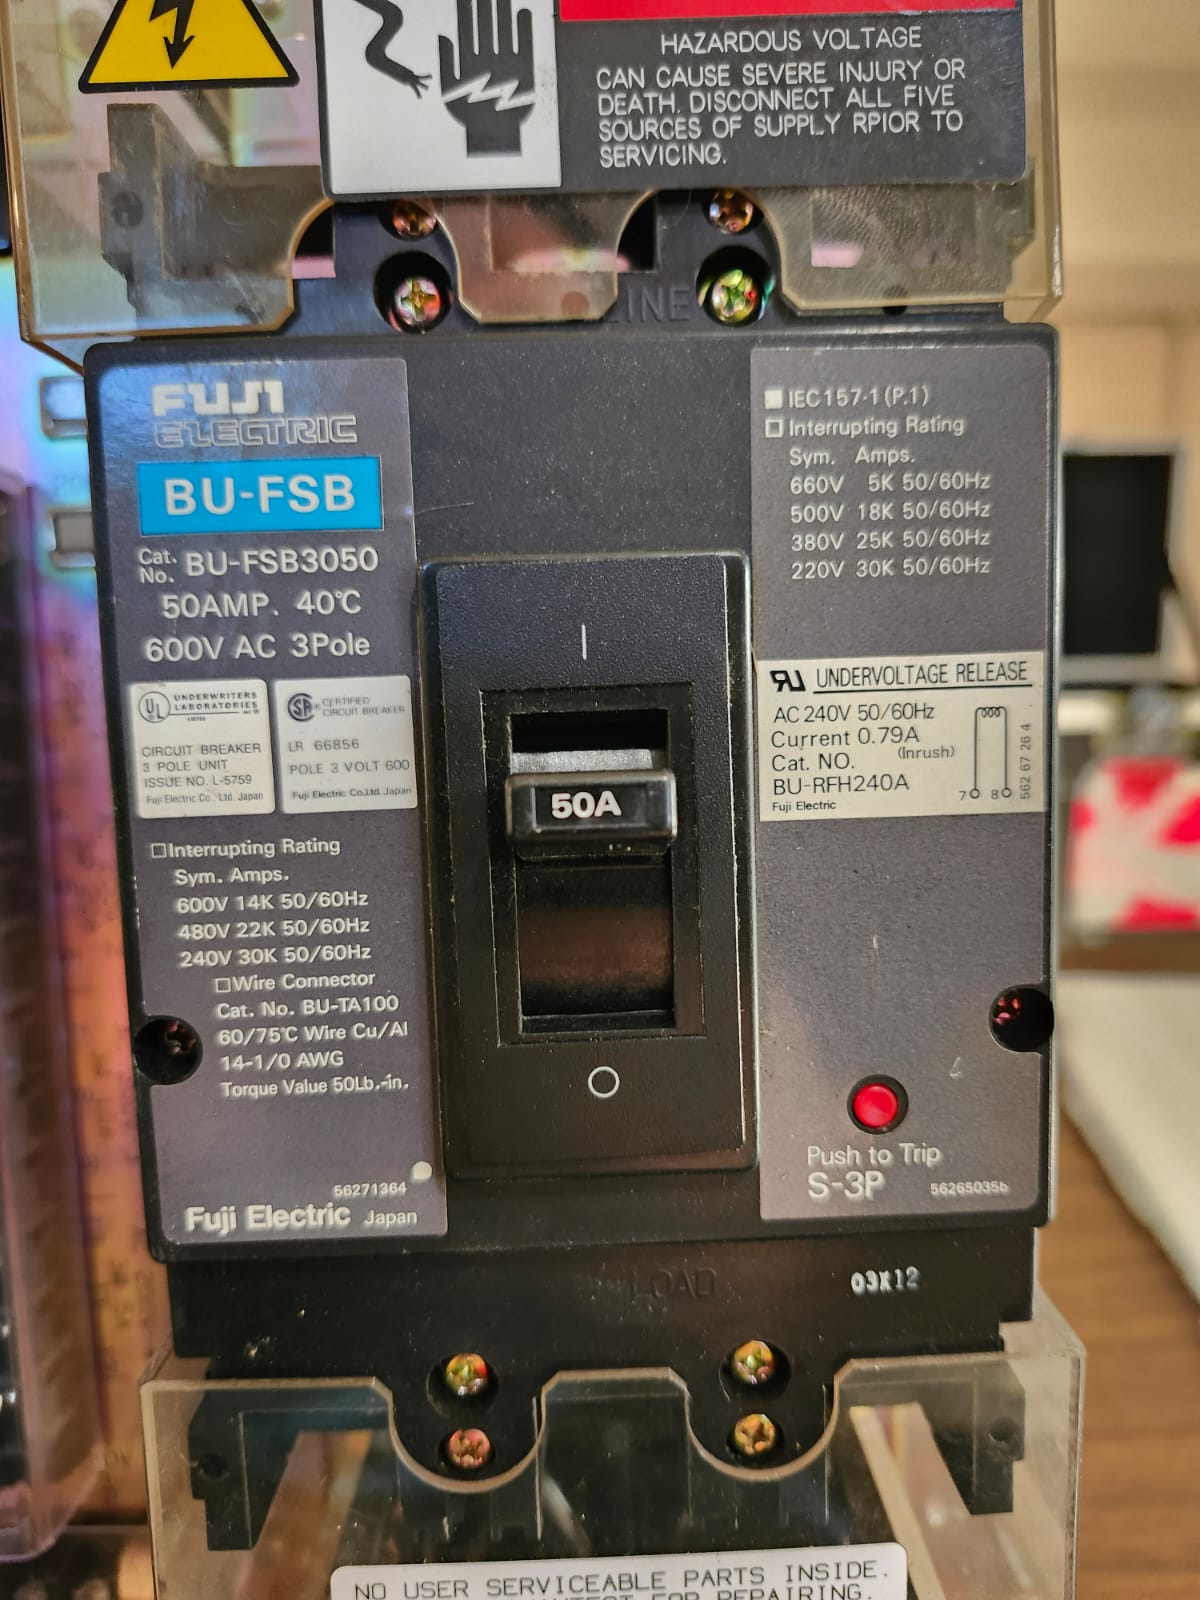 HAZARDOUS VOLTAGE
CAN CAUSE SEVERE INJURY OR
DEATH. DISCONNECT ALL FIVE
SOURCES OF SUPPLY RPIOR TO
SERVICING.
LINE
FUJI
ELECTRIC
BU-FSB
Cat. No. BU-FSB3050
50AMP. 40℃
600V AC 3Pole
UL UNDERWRITERS
LABORATORIES
LISTED
CIRCUIT BREAKER
3 POLE UNIT
ISSUE NO. L-5759
Fuji Electric Co., Ltd. Japan
CERTIFIED
CIRCUIT BREAKER
LR 66856
POLE 3 VOLT 600
Fuji Electric Co.,Ltd. Japan
□Interrupting Rating
Sym. Amps.
600V 14K 50/60Hz
480V 22K 50/60Hz
240V 30K 50/60Hz
□Wire Connector
Cat. No. BU-TA100
60/75℃ Wire Cu/Al
14-1/0 AWG
Torque Value 50Lb.-in.
56271364
Fuji Electric Japan
I
50A
O
■IEC157-1(P.1)
□Interrupting Rating
Sym. Amps.
660V 5K 50/60Hz
500V 18K 50/60Hz
380V 25K 50/60Hz
220V 30K 50/60Hz
UNDERVOLTAGE RELEASE
AC 240V 50/60Hz
Current 0.79A
(Inrush)
Cat. NO.
BU-RFH240A
Fuji Electric
7 8
562 67 26 4
Push to Trip
S-3P
56265035b
LOAD
03X12
NO USER SERVICEABLE PARTS INSIDE.
FOR REPAIRING.